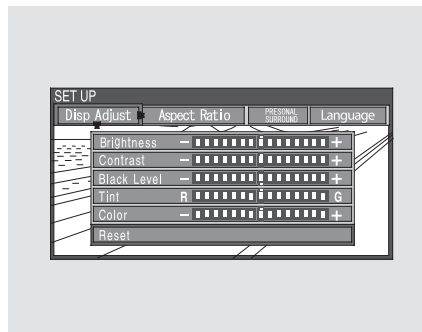 SET UP
Disp Adjust Aspect Ratio PRESONAL SURROUND Language
Brightness – +
Contrast – +
Black Level – +
Tint R G
Color – +
Reset